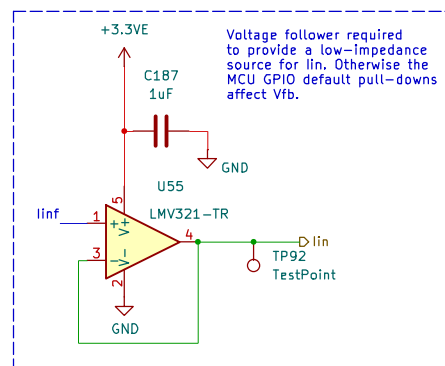 +3.3VE
Voltage follower required
to provide a low-impedance
source for Iin. Otherwise the
MCU GPIO default pull-downs
affect Vfb.
C187
1uF
GND
U55
LMV321-TR
Iinf
1
+
V+
5
3
-
V-
2
4
Iin
TP92
TestPoint
GND